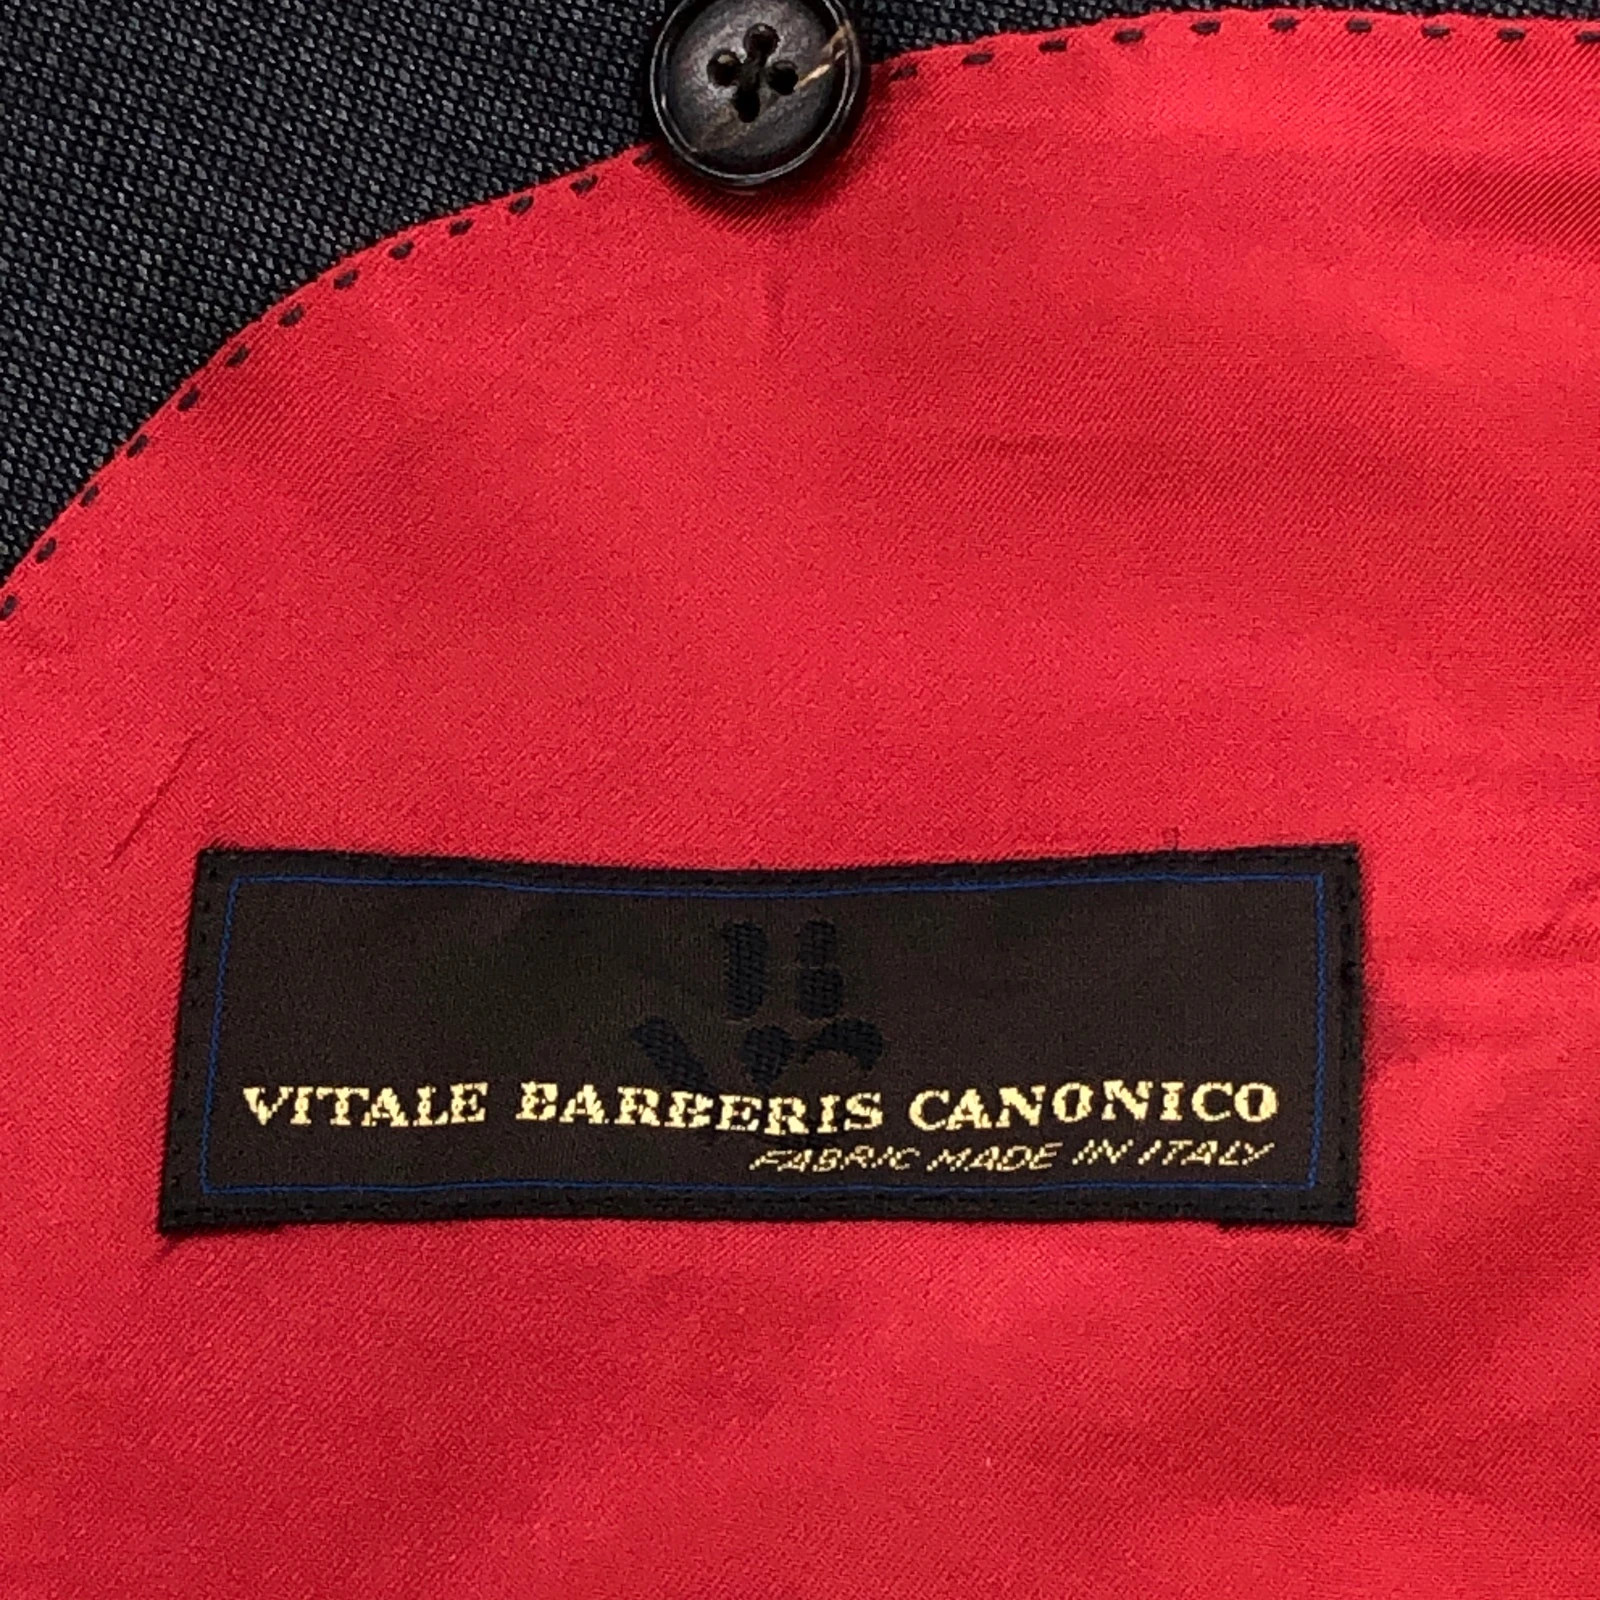 VITALE BARBERIS CANONICO
FABRIC MADE IN ITALY